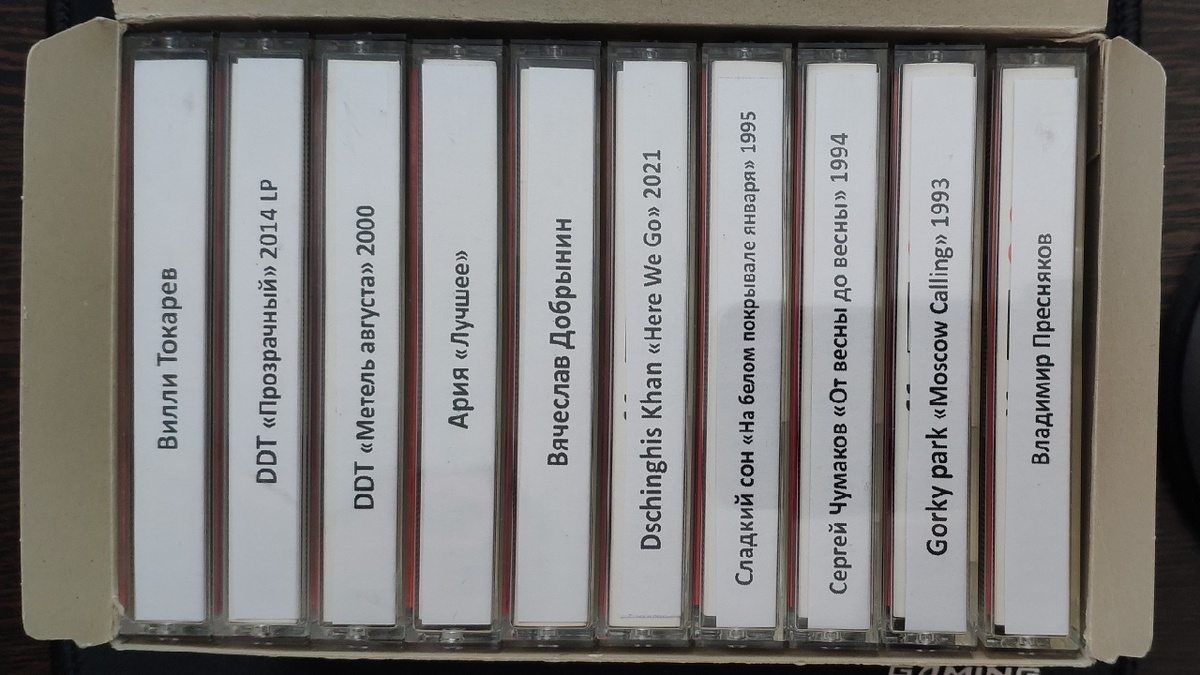 Вилли Токарев
DDT «Прозрачный» 2014 LP
DDT «Метель августа» 2000
Ария «Лучшее»
Вячеслав Добрынин
Dschinghis Khan «Here We Go» 2021
Сладкий сон «На белом покрывале января» 1995
Сергей Чумаков «От весны до весны» 1994
Gorky park «Moscow Calling» 1993
Владимир Пресняков
GAMING